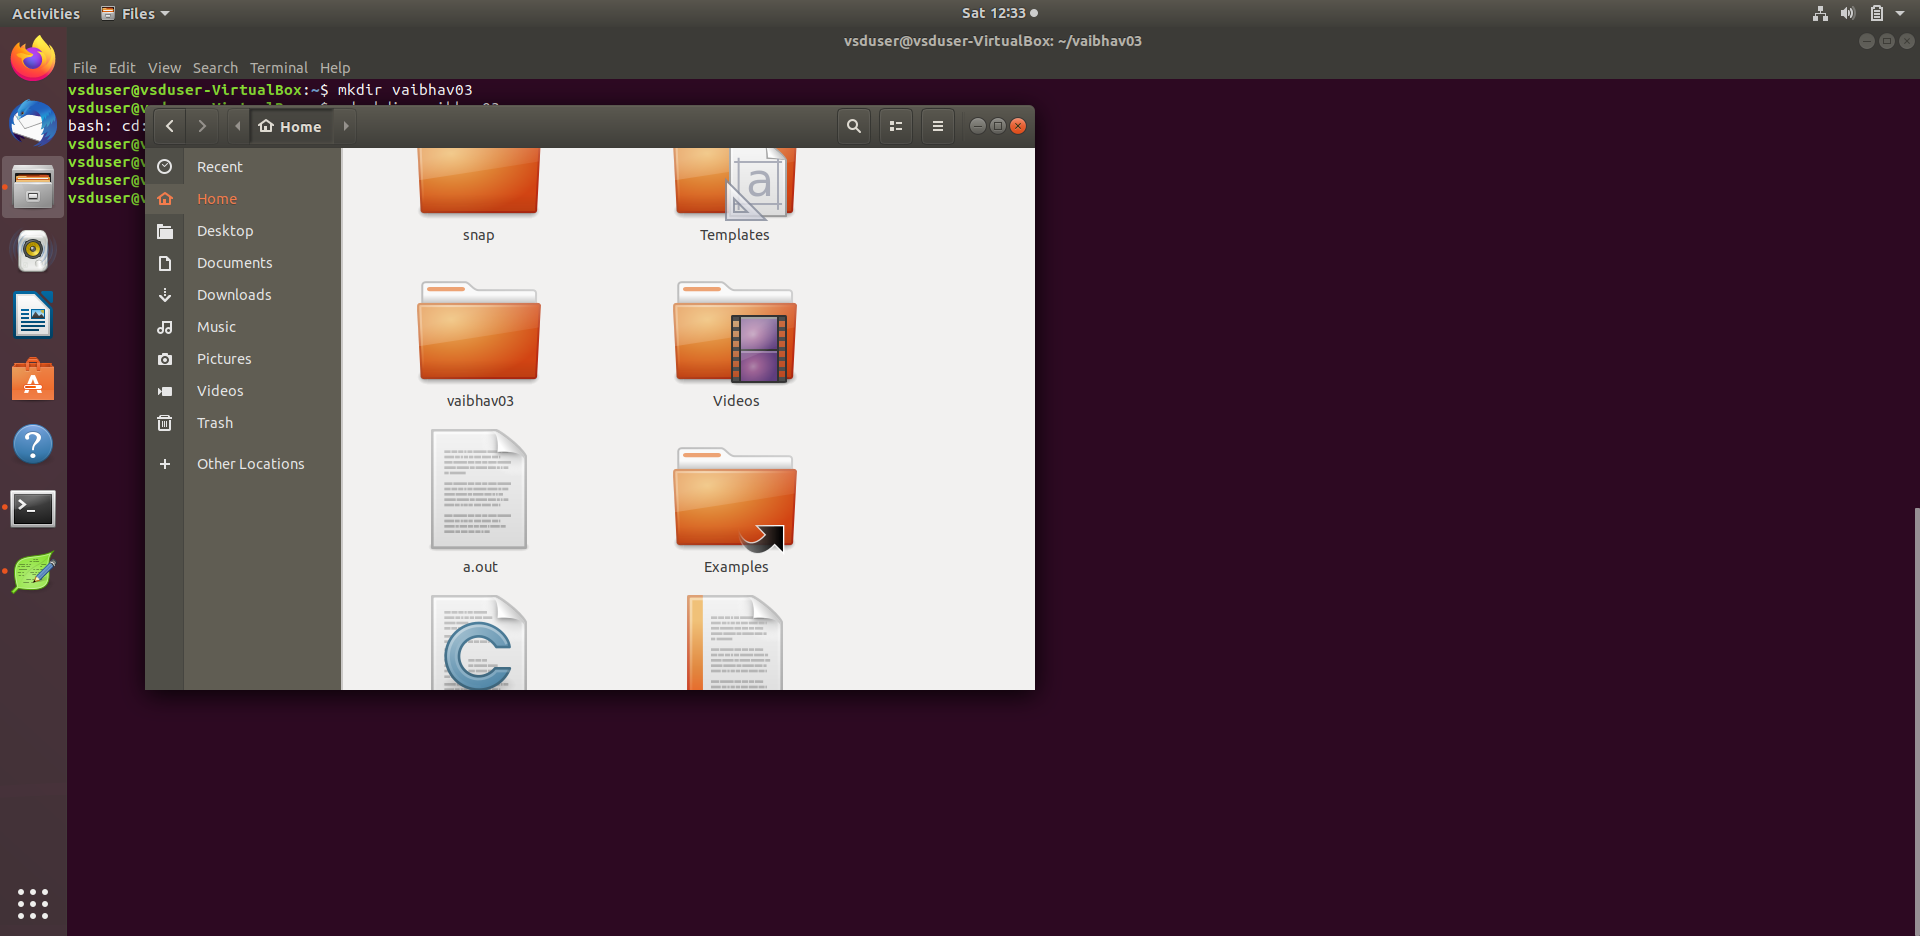 Activities Files Sat 12:33
vsduser@vsduser-VirtualBox: ~/vaibhav03
File Edit View Search Terminal Help
vsduser@vsduser-VirtualBox:~$ mkdir vaibhav03
vsduser@
bash: cd:
vsduser@
vsduser@
vsduser@
vsduser@
Home
Recent
Home
Desktop
Documents
Downloads
Music
Pictures
Videos
Trash
Other Locations
snap Templates
vaibhav03 Videos
a.out Examples